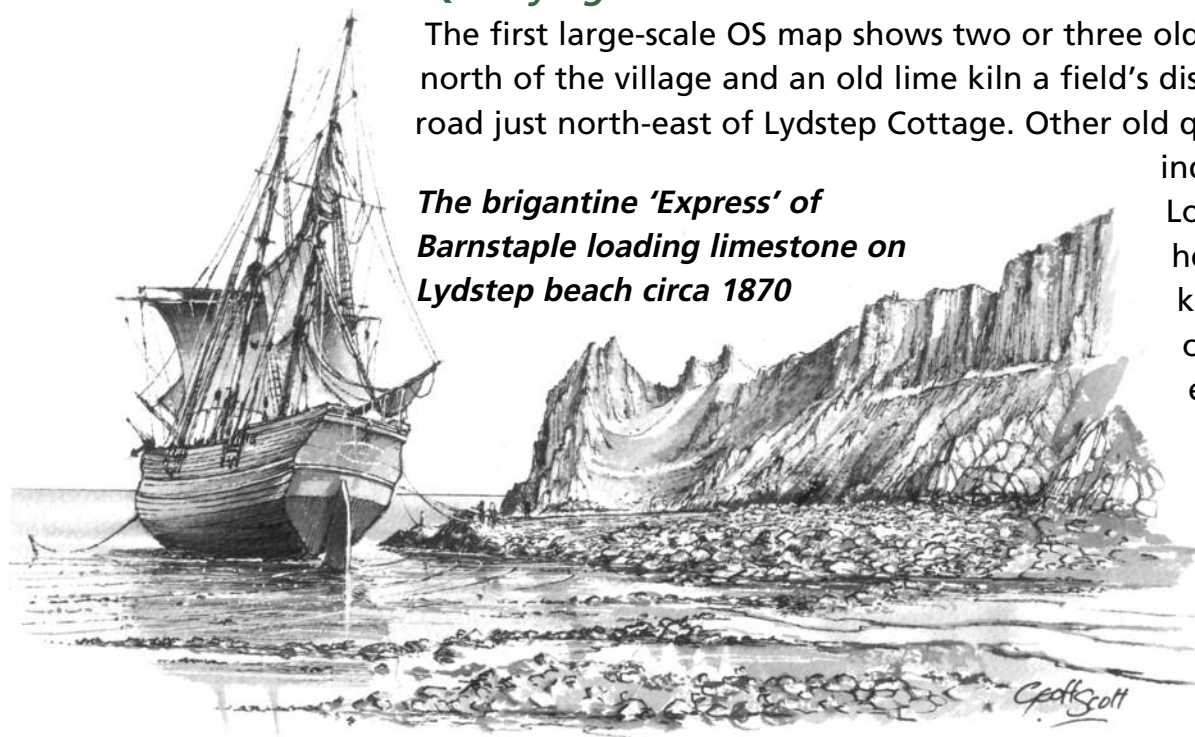 The first large-scale OS map shows two or three old
north of the village and an old lime kiln a field's dis
road just north-east of Lydstep Cottage. Other old q
The brigantine ‘Express’ of
Barnstaple loading limestone on
Lydstep beach circa 1870
Geoff Scott